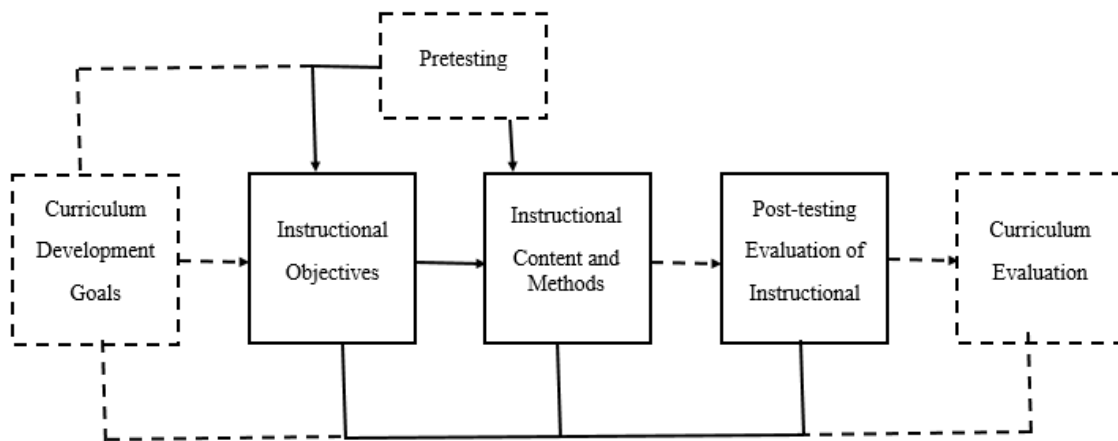 Pretesting
Curriculum
Development
Goals
Instructional
Objectives
Instructional
Content and
Methods
Post-testing
Evaluation of
Instructional
Curriculum
Evaluation